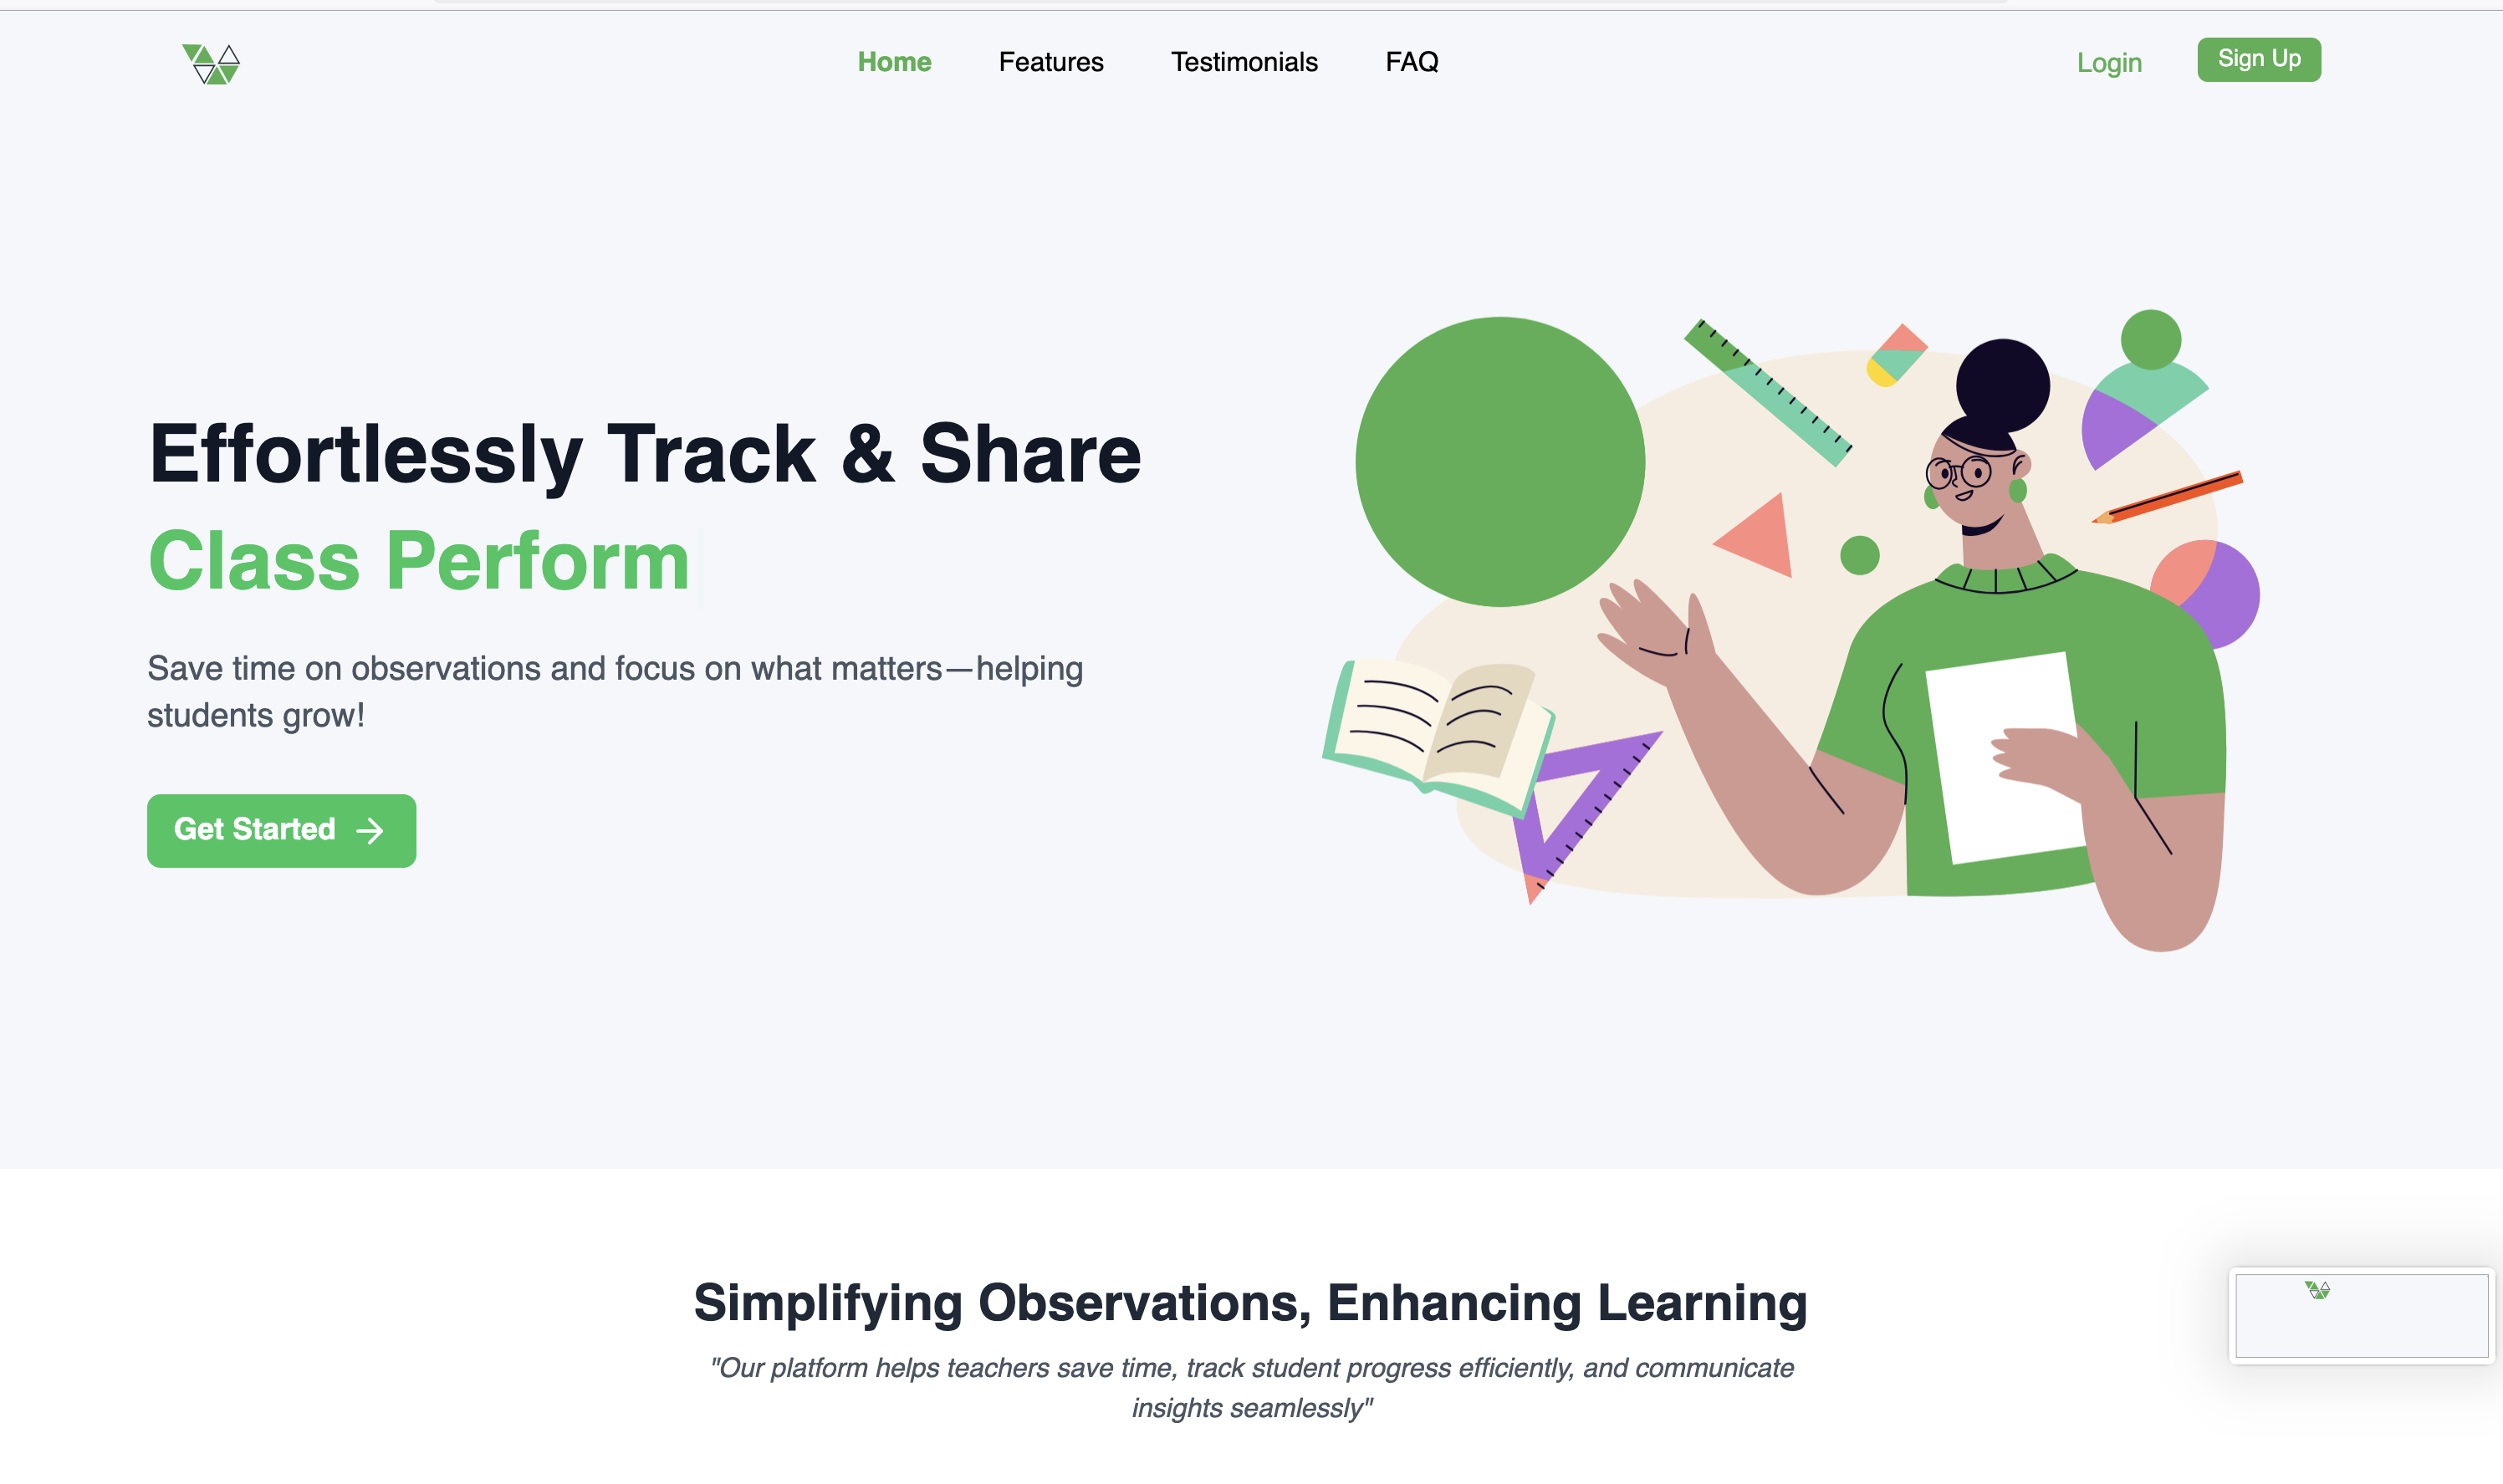 Home Features Testimonials FAQ Login Sign Up
Effortlessly Track & Share
Class Perform
Save time on observations and focus on what matters—helping
students grow!
Get Started
Simplifying Observations, Enhancing Learning
"Our platform helps teachers save time, track student progress efficiently, and communicate
insights seamlessly"